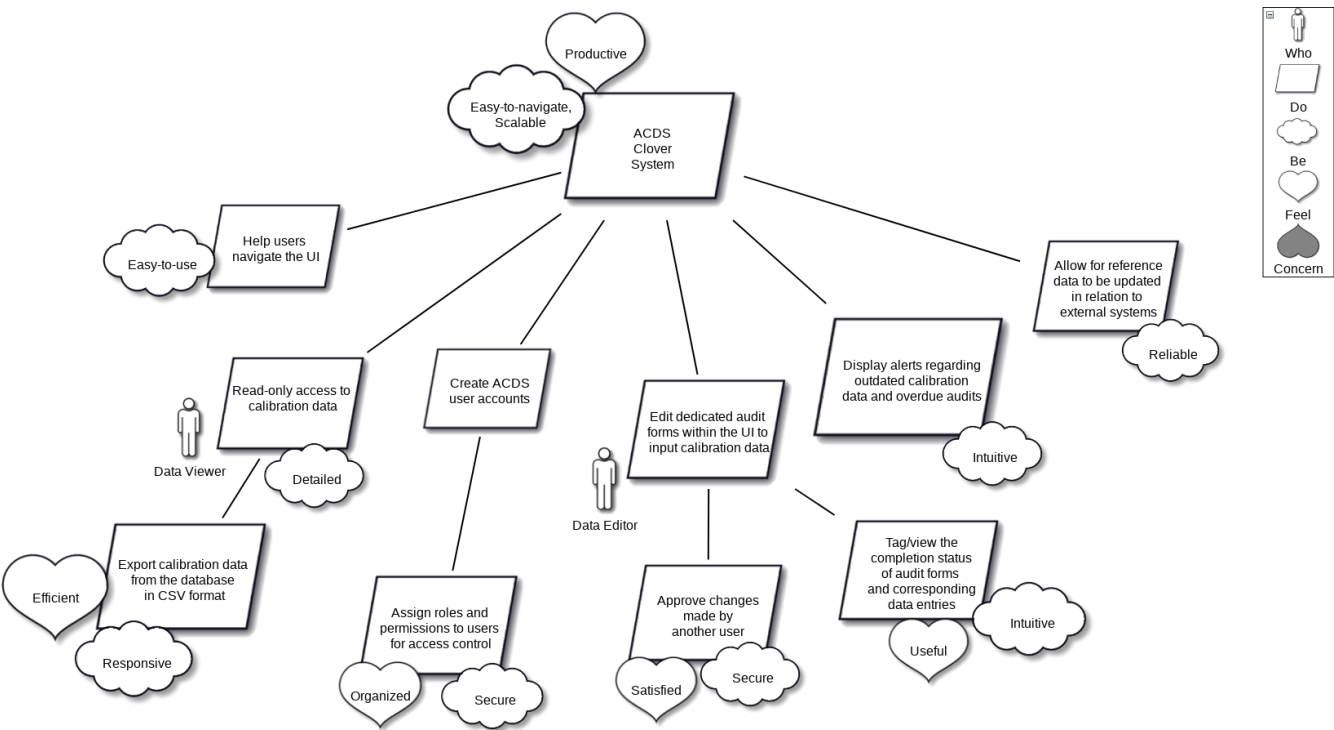 Productive
Easy-to-navigate,
Scalable
ACDS
Clover
System
Who
Do
Be
Feel
Concern
Help users
navigate the UI
Easy-to-use
Allow for reference
data to be updated
in relation to
external systems
Reliable
Read-only access to
calibration data
Data Viewer
Detailed
Create ACDS
user accounts
Edit dedicated audit
forms within the UI to
input calibration data
Data Editor
Display alerts regarding
outdated calibration
data and overdue audits
Intuitive
Export calibration data
from the database
in CSV format
Efficient
Responsive
Assign roles and
permissions to users
for access control
Organized
Secure
Approve changes
made by
another user
Satisfied
Secure
Tag/view the
completion status
of audit forms
and corresponding
data entries
Useful
Intuitive